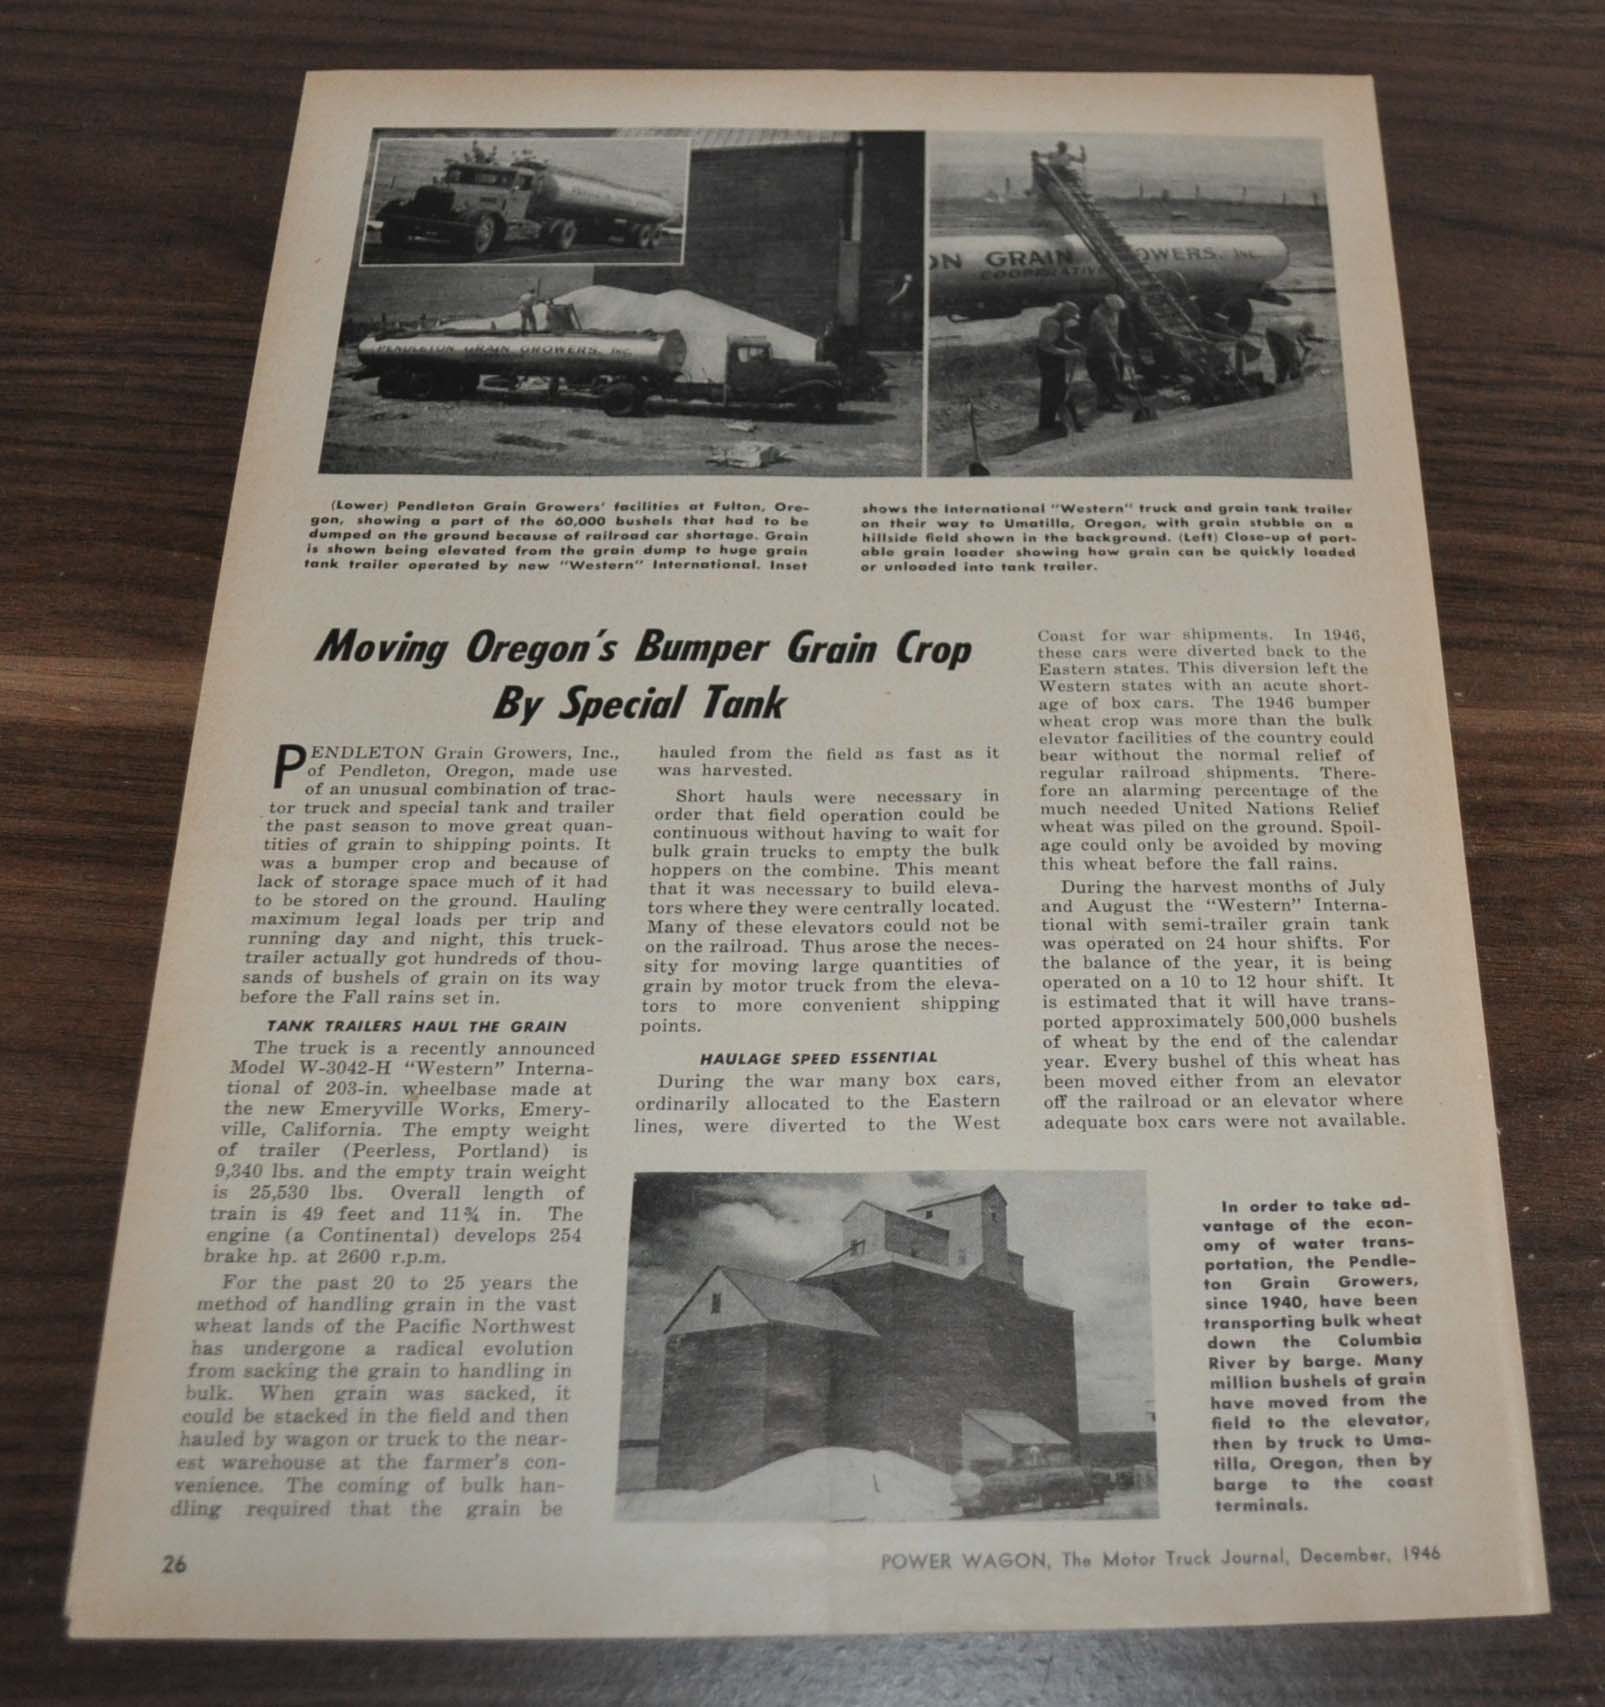 PENDLETON GRAIN GROWERS, INC.
ON GRAIN GROWERS, INC.
COOPERATIVE
(Lower) Pendleton Grain Growers' facilities at Fulton, Ore-
gon, showing a part of the 60,000 bushels that had to be
dumped on the ground because of railroad car shortage. Grain
is shown being elevated from the grain dump to huge grain
tank trailer operated by new "Western" International. Inset
shows the International "Western" truck and grain tank trailer
on their way to Umatilla, Oregon, with grain stubble on a
hillside field shown in the background. (Left) Close-up of port-
able grain loader showing how grain can be quickly loaded
or unloaded into tank trailer.
Moving Oregon's Bumper Grain Crop
By Special Tank
PENDLETON Grain Growers, Inc.,
of Pendleton, Oregon, made use
of an unusual combination of trac-
tor truck and special tank and trailer
the past season to move great quan-
tities of grain to shipping points. It
was a bumper crop and because of
lack of storage space much of it had
to be stored on the ground. Hauling
maximum legal loads per trip and
running day and night, this truck-
trailer actually got hundreds of thou-
sands of bushels of grain on its way
before the Fall rains set in.
TANK TRAILERS HAUL THE GRAIN
The truck is a recently announced
Model W-3042-H "Western" Interna-
tional of 203-in. wheelbase made at
the new Emeryville Works, Emery-
ville, California. The empty weight
of trailer (Peerless, Portland) is
9,340 lbs. and the empty train weight
is 25,530 lbs. Overall length of
train is 49 feet and 11¾ in. The
engine (a Continental) develops 254
brake hp. at 2600 r.p.m.
For the past 20 to 25 years the
method of handling grain in the vast
wheat lands of the Pacific Northwest
has undergone a radical evolution
from sacking the grain to handling in
bulk. When grain was sacked, it
could be stacked in the field and then
hauled by wagon or truck to the near-
est warehouse at the farmer's con-
venience. The coming of bulk han-
dling required that the grain be
hauled from the field as fast as it
was harvested.
Short hauls were necessary in
order that field operation could be
continuous without having to wait for
bulk grain trucks to empty the bulk
hoppers on the combine. This meant
that it was necessary to build eleva-
tors where they were centrally located.
Many of these elevators could not be
on the railroad. Thus arose the neces-
sity for moving large quantities of
grain by motor truck from the eleva-
tors to more convenient shipping
points.
HAULAGE SPEED ESSENTIAL
During the war many box cars,
ordinarily allocated to the Eastern
lines, were diverted to the West
Coast for war shipments. In 1946,
these cars were diverted back to the
Eastern states. This diversion left the
Western states with an acute short-
age of box cars. The 1946 bumper
wheat crop was more than the bulk
elevator facilities of the country could
bear without the normal relief of
regular railroad shipments. There-
fore an alarming percentage of the
much needed United Nations Relief
wheat was piled on the ground. Spoil-
age could only be avoided by moving
this wheat before the fall rains.
During the harvest months of July
and August the "Western" Interna-
tional with semi-trailer grain tank
was operated on 24 hour shifts. For
the balance of the year, it is being
operated on a 10 to 12 hour shift. It
is estimated that it will have trans-
ported approximately 500,000 bushels
of wheat by the end of the calendar
year. Every bushel of this wheat has
been moved either from an elevator
off the railroad or an elevator where
adequate box cars were not available.
In order to take ad-
vantage of the econ-
omy of water trans-
portation, the Pendle-
ton Grain Growers,
since 1940, have been
transporting bulk wheat
down the Columbia
River by barge. Many
million bushels of grain
have moved from the
field to the elevator,
then by truck to Uma-
tilla, Oregon, then by
barge to the coast
terminals.
26
POWER WAGON, The Motor Truck Journal, December, 1946